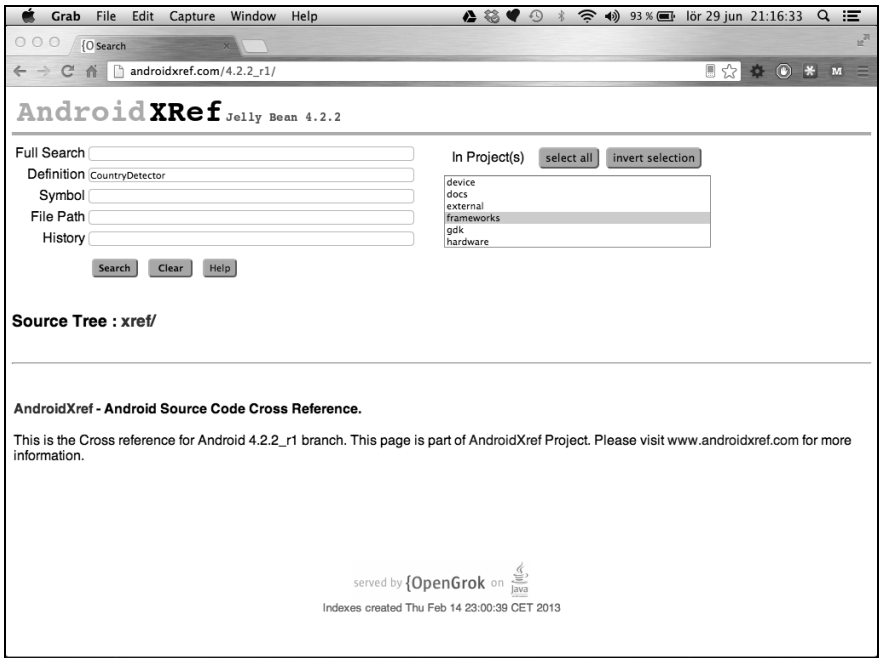 Grab File Edit Capture Window Help 93 % lör 29 jun 21:16:33
{O Search
androidxref.com/4.2.2_r1/
AndroidXRef Jelly Bean 4.2.2
Full Search
Definition CountryDetector
Symbol
File Path
History
Search Clear Help
In Project(s) select all invert selection
device
docs
external
frameworks
gdk
hardware
Source Tree : xref/
AndroidXref - Android Source Code Cross Reference.
This is the Cross reference for Android 4.2.2_r1 branch. This page is part of AndroidXref Project. Please visit www.androidxref.com for more
information.
served by {OpenGrok on Java
Indexes created Thu Feb 14 23:00:39 CET 2013